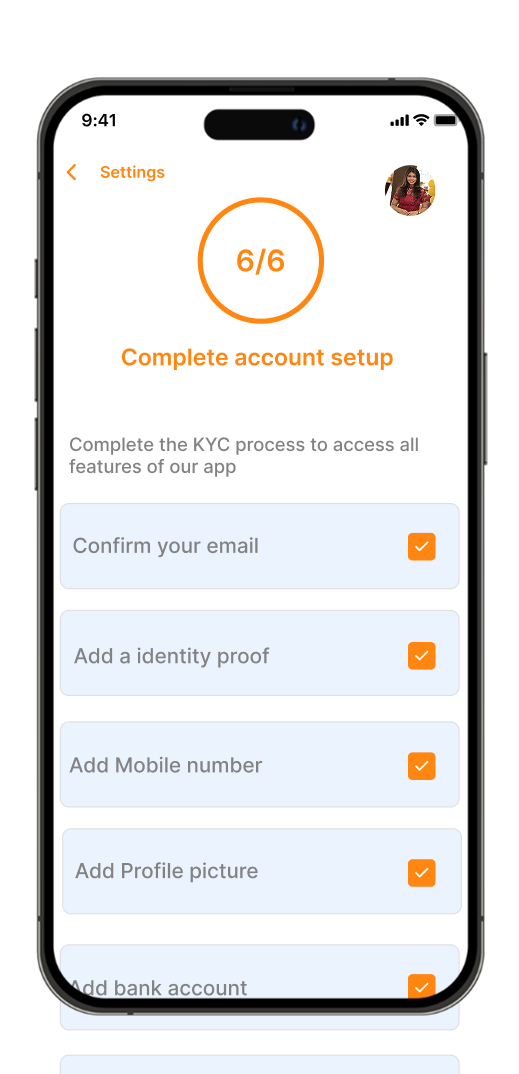 9:41
Settings
6/6
Complete account setup
Complete the KYC process to access all
features of our app
Confirm your email
Add a identity proof
Add Mobile number
Add Profile picture
Add bank account